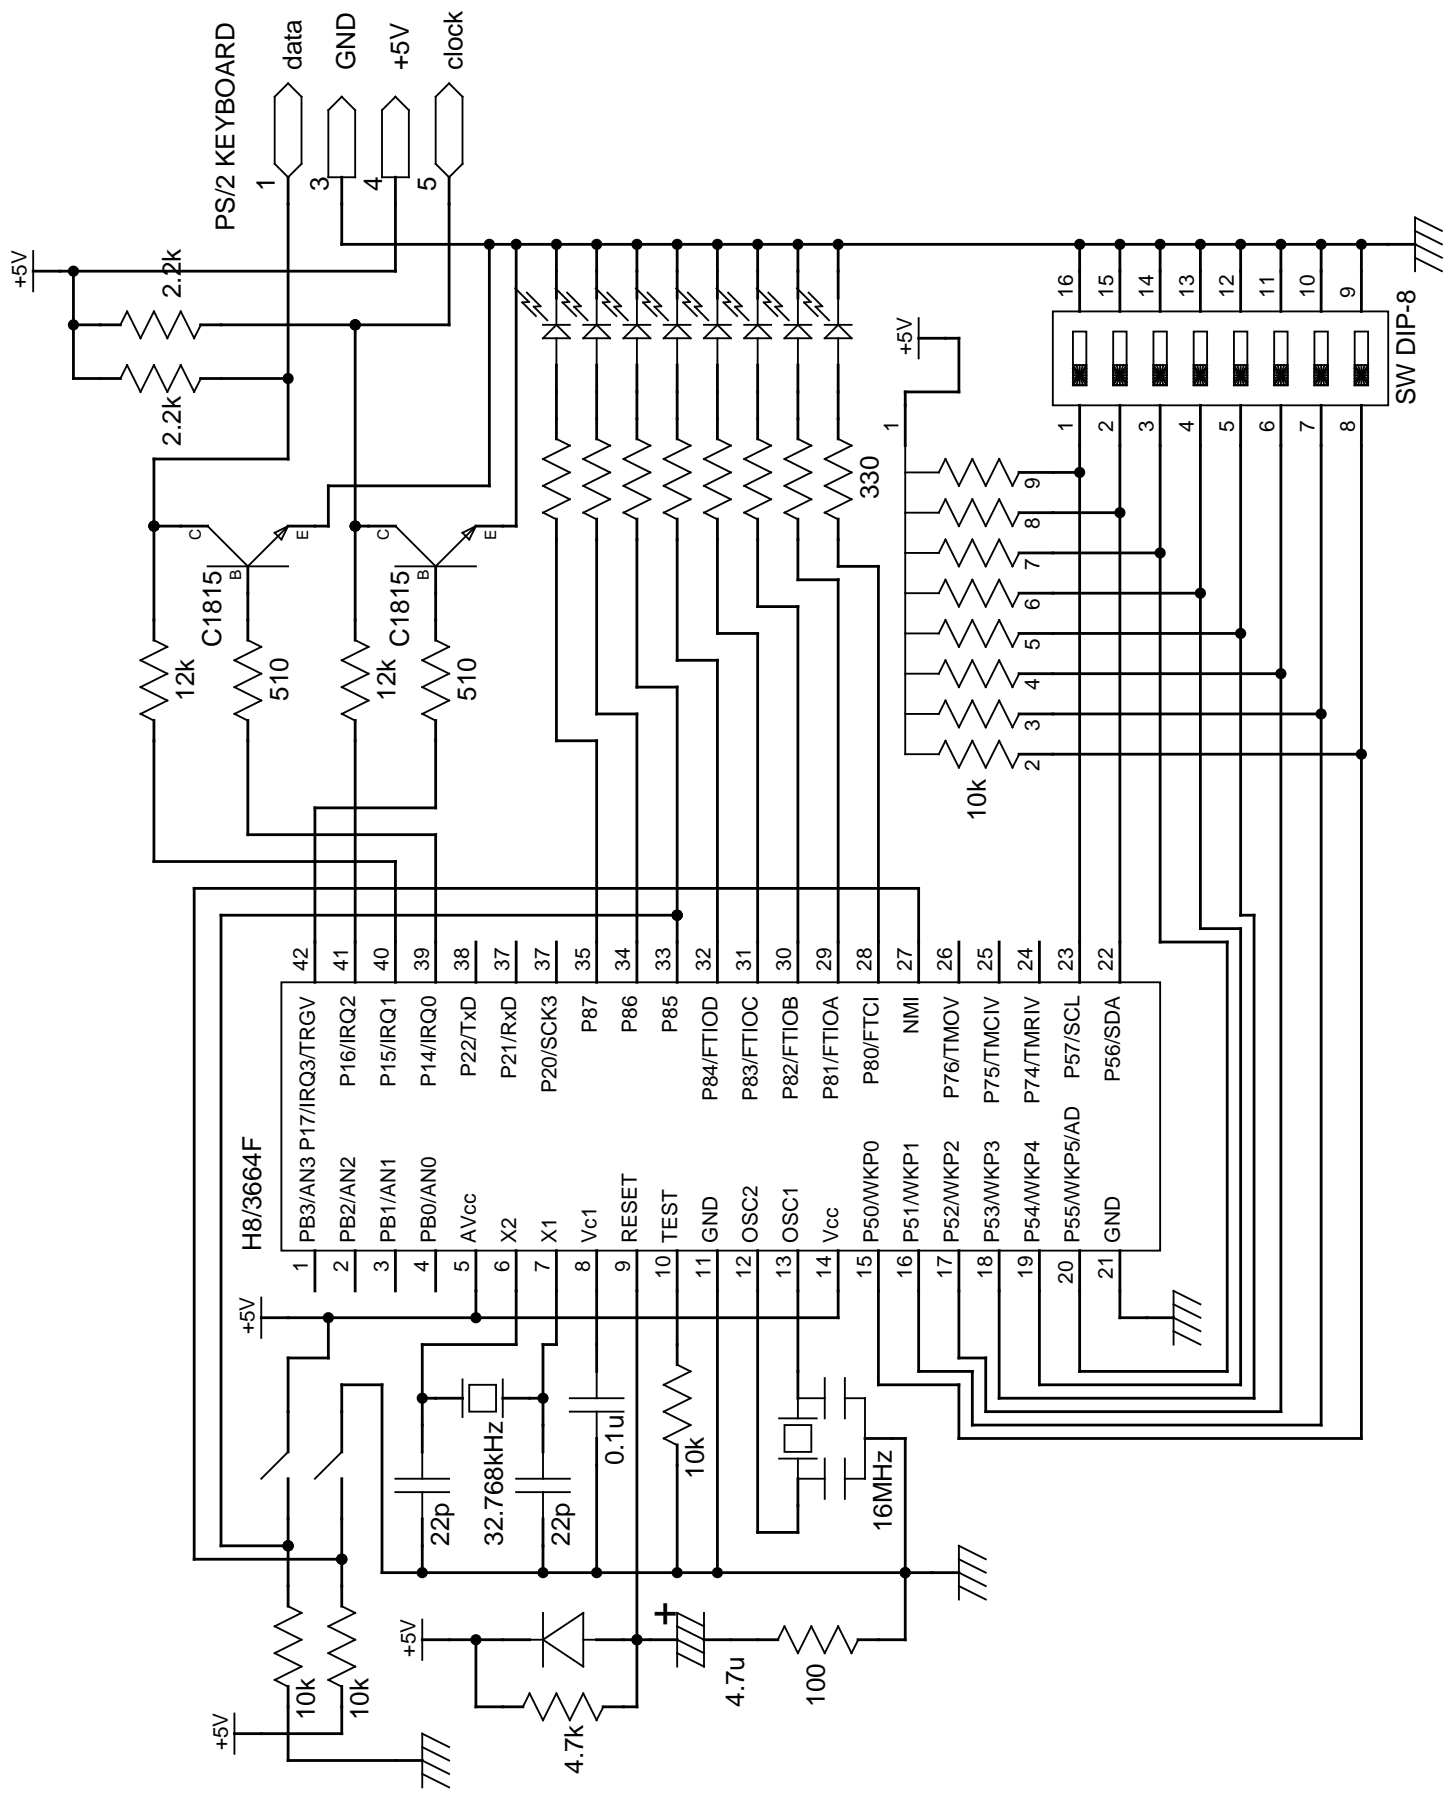 H8/3664F
PB3/AN3 P17/IRQ3/TRGV
PB2/AN2
P16/IRQ2
PB1/AN1
P15/IRQ1
PB0/AN0
P14/IRQ0
AVcc
P22/TxD
X2
P21/RxD
X1
P20/SCK3
Vc1
P87
RESET
P86
TEST
P85
GND
P84/FTIOD
OSC2
P83/FTIOC
OSC1
P82/FTIOB
Vcc
P81/FTIOA
P50/WKP0
P80/FTCI
P51/WKP1
NMI
P52/WKP2
P76/TMOV
P53/WKP3
P75/TMCIV
P54/WKP4
P74/TMRIV
P55/WKP5/AD
P57/SCL
GND
P56/SDA
1
2
3
4
5
6
7
8
9
10
11
12
13
14
15
16
17
18
19
20
21
42
41
40
39
38
37
37
35
34
33
32
31
30
29
28
27
26
25
24
23
22
+5V
10k
10k
+5V
+5V
4.7k
+
4.7u
100
22p
32.768kHz
22p
0.1u
10k
16MHz
12k
510
12k
510
C1815
B
C
E
C1815
B
C
E
2.2k
2.2k
+5V
PS/2 KEYBOARD
1
data
3
GND
4
+5V
5
clock
330
+5V
1
9
8
7
6
5
4
3
2
10k
1
2
3
4
5
6
7
8
16
15
14
13
12
11
10
9
SW DIP-8